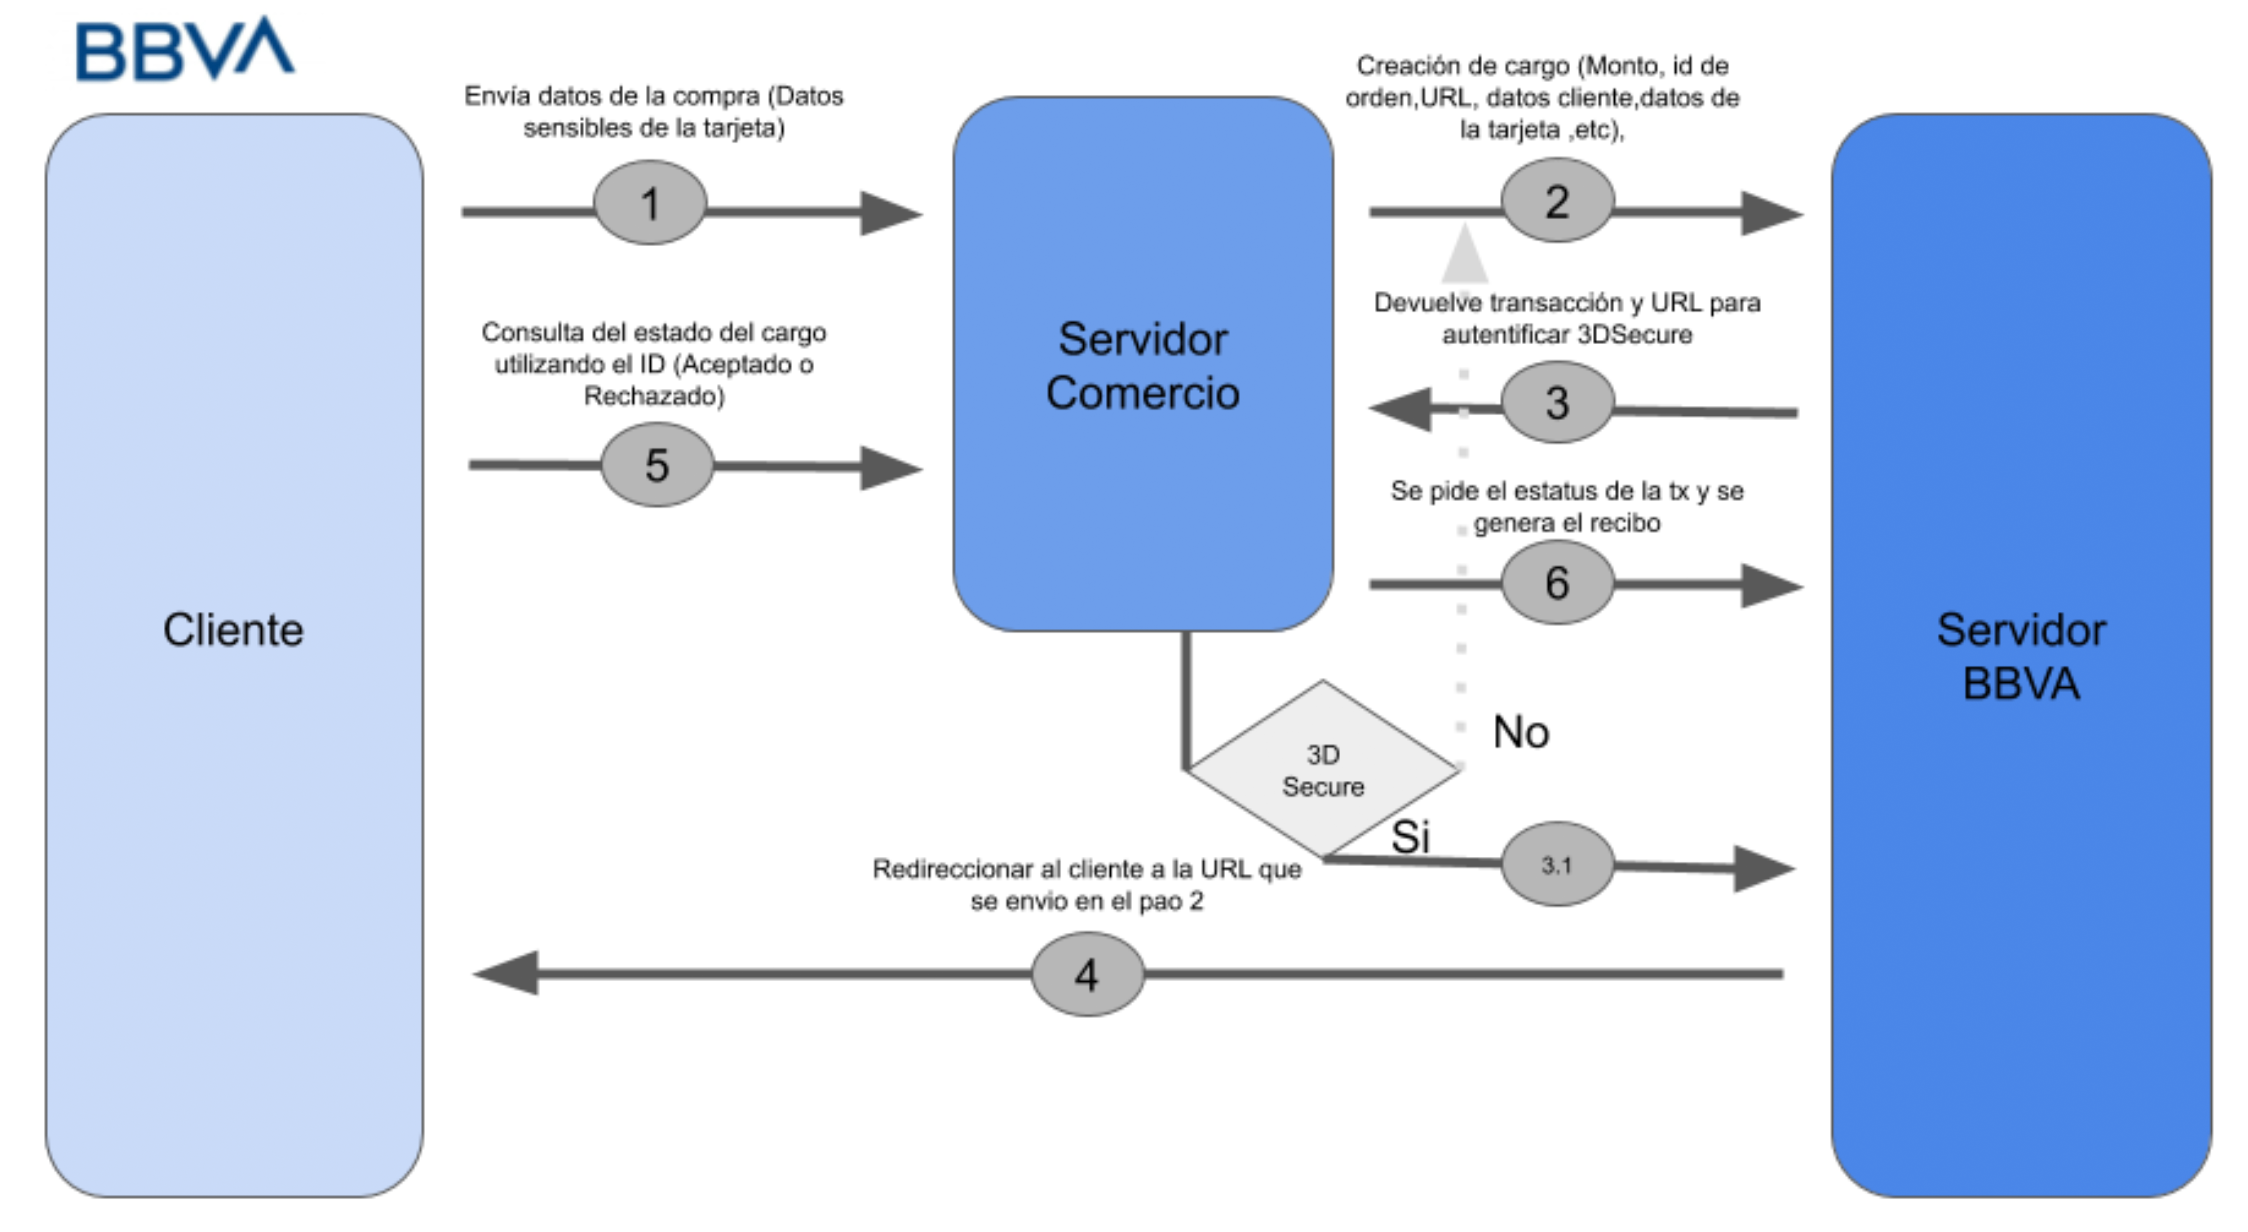 BBVA
Envía datos de la compra (Datos
sensibles de la tarjeta)
1
Creación de cargo (Monto, id de
orden,URL, datos cliente,datos de
la tarjeta ,etc),
2
Devuelve transacción y URL para
autentificar 3DSecure
3
Consulta del estado del cargo
utilizando el ID (Aceptado o
Rechazado)
5
Servidor
Comercio
Se pide el estatus de la tx y se
genera el recibo
6
Cliente
Servidor
BBVA
3D
Secure
No
Si
3.1
Redireccionar al cliente a la URL que
se envio en el pao 2
4